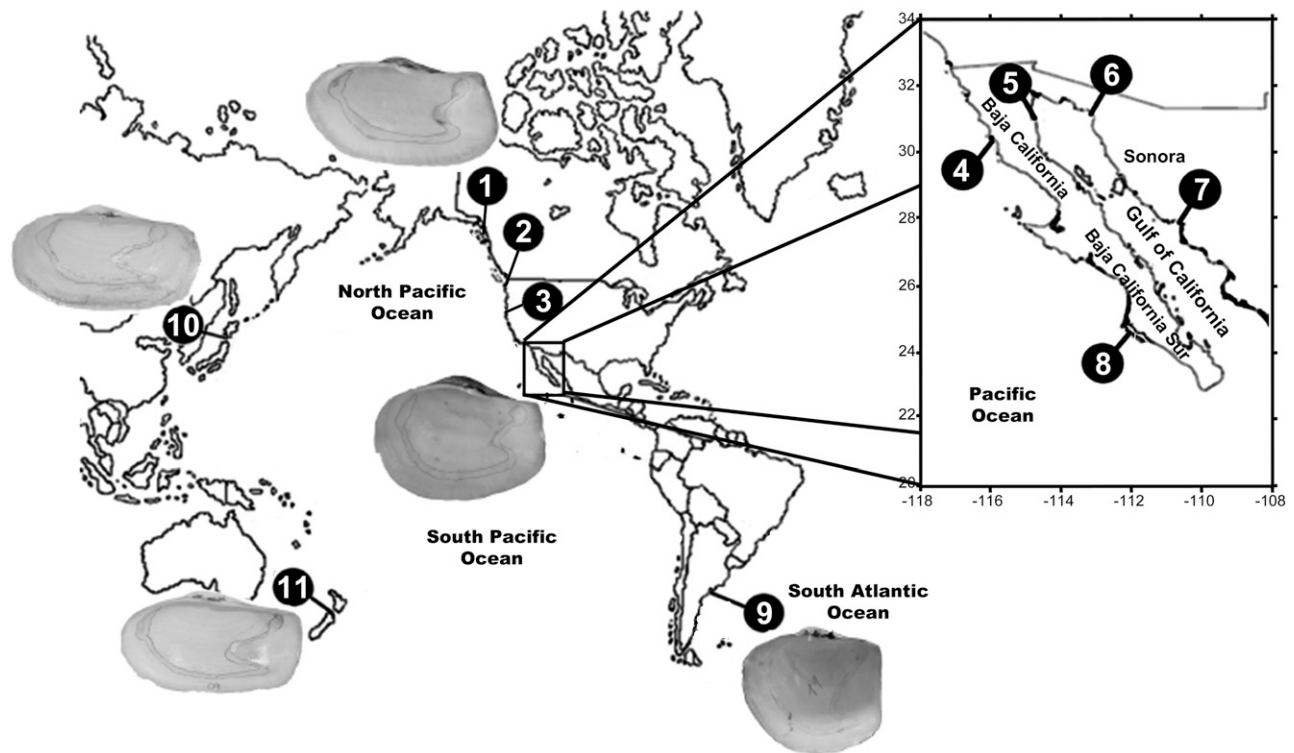 34
32
30
28
26
24
22
20
-118
-116
-114
-112
-110
-108
1
2
3
4
5
6
7
8
9
10
11
Baja California
Sonora
Gulf of California
Baja California Sur
Pacific
Ocean
North Pacific
Ocean
South Pacific
Ocean
South Atlantic
Ocean